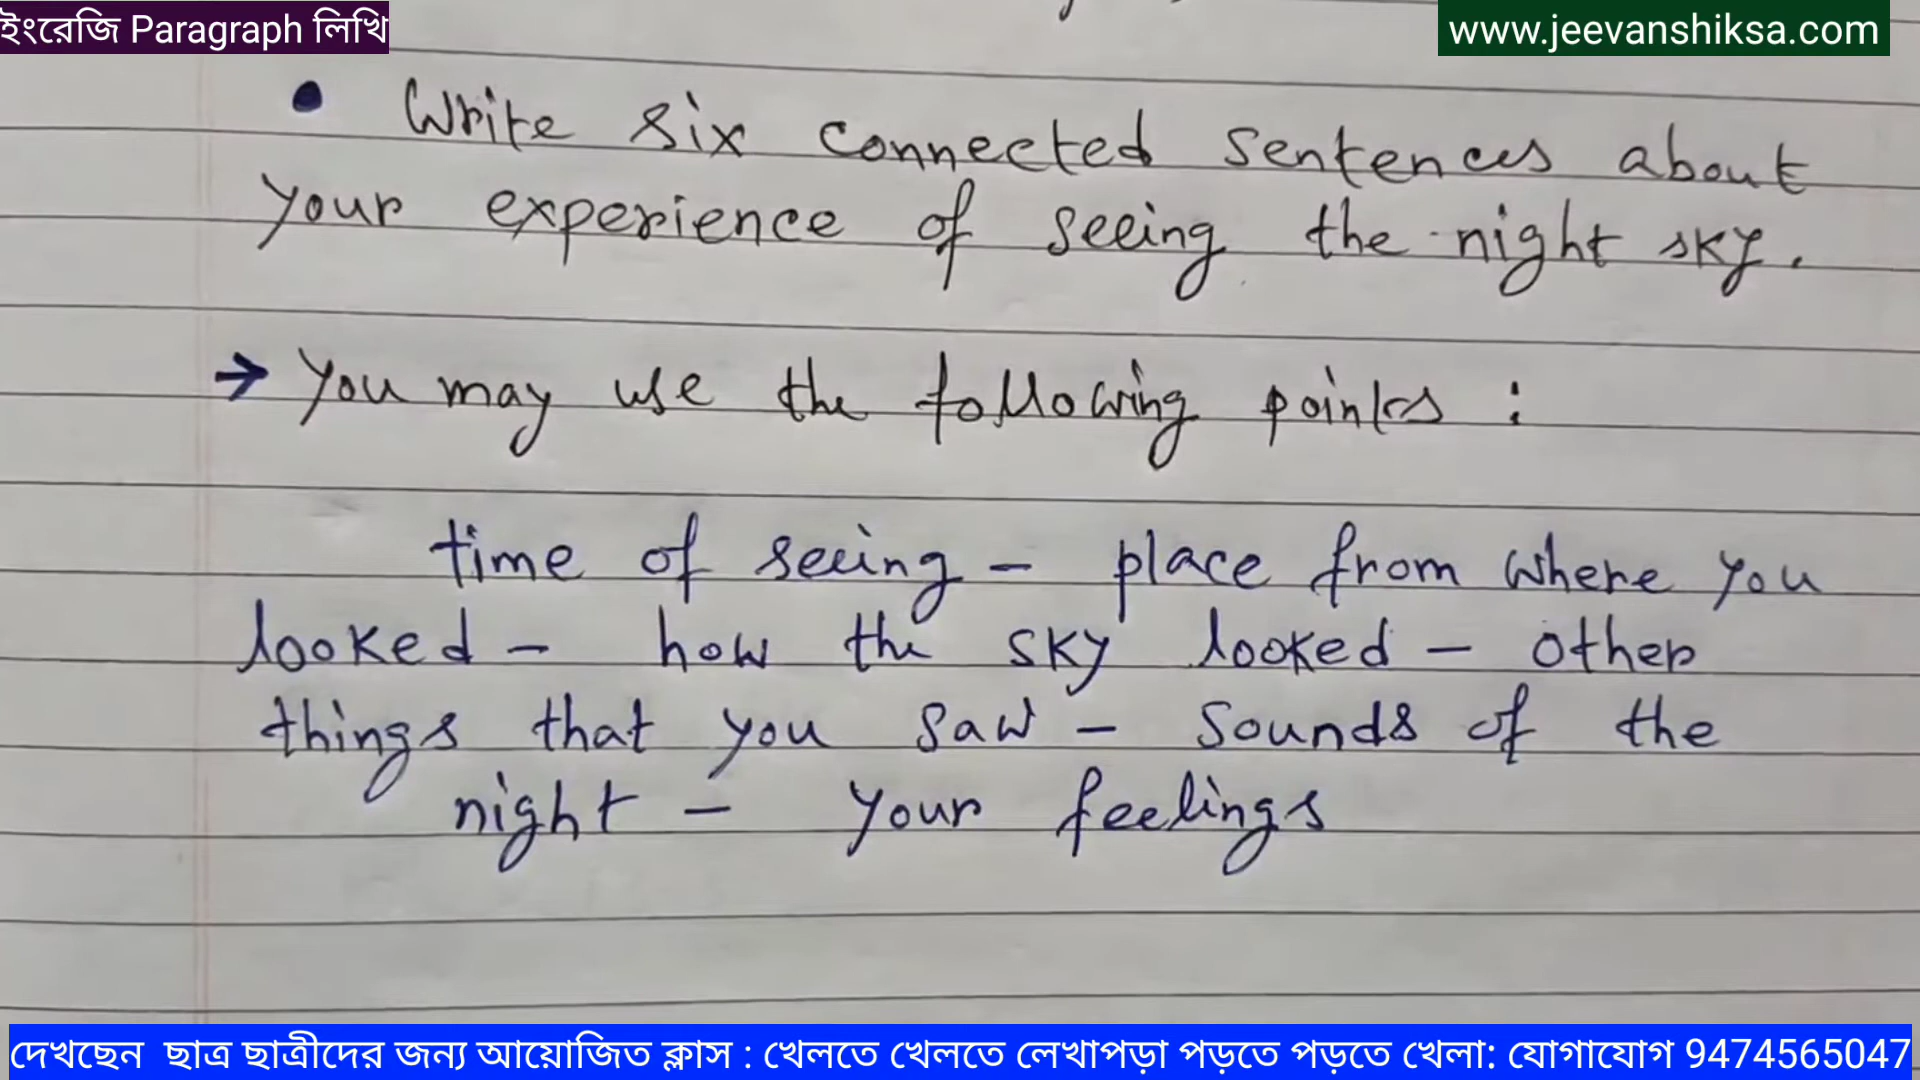 ইংরেজি Paragraph লিখি
www.jeevanshiksa.com
• Write six connected sentences about
your experience of seeing the night sky.
→ You may use the following points :
time of seeing - place from where you
looked - how the sky looked - other
things that you saw - sounds of the
night - your feelings
দেখছেন ছাত্র ছাত্রীদের জন্য আয়োজিত ক্লাস : খেলতে খেলতে লেখাপড়া পড়তে পড়তে খেলা: যোগাযোগ 9474565047